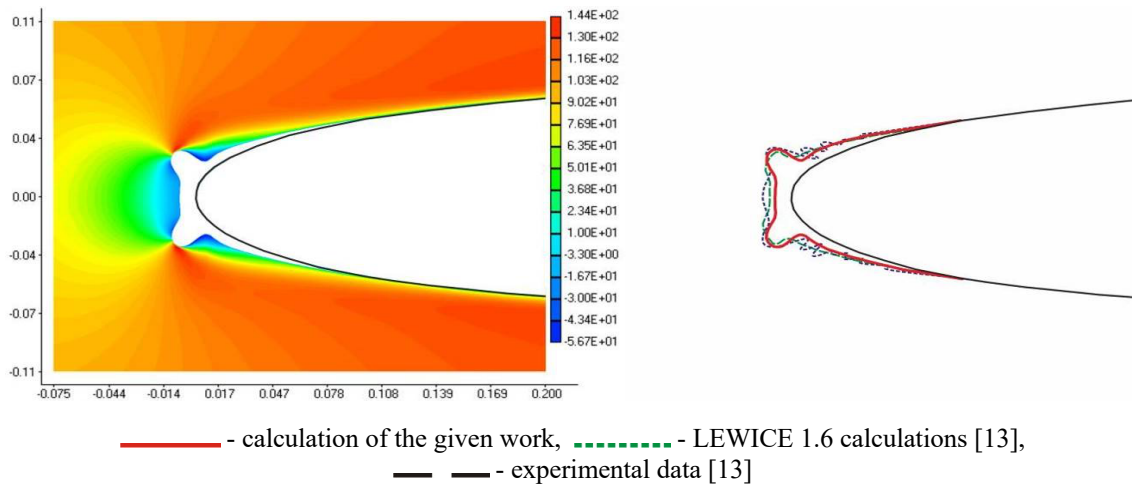 0.11
0.07
0.04
0.00
-0.04
-0.07
-0.11
-0.075 -0.044 -0.014 0.017 0.047 0.078 0.108 0.139 0.169 0.200
1.44E+02
1.30E+02
1.16E+02
1.03E+02
9.02E+01
7.69E+01
6.35E+01
5.01E+01
3.68E+01
2.34E+01
1.00E+01
-3.30E+00
-1.67E+01
-3.00E+01
-4.34E+01
-5.67E+01
- calculation of the given work, - LEWICE 1.6 calculations [13],
- experimental data [13]